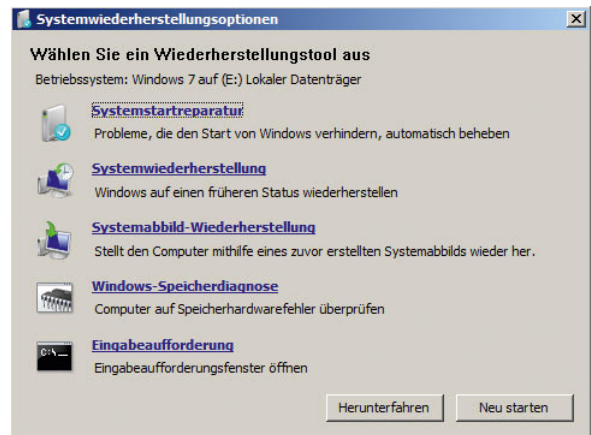 Systemwiederherstellungsoptionen
Wählen Sie ein Wiederherstellungstool aus
Betriebssystem: Windows 7 auf (E:) Lokaler Datenträger
Systemstartreparatur
Probleme, die den Start von Windows verhindern, automatisch beheben
Systemwiederherstellung
Windows auf einen früheren Status wiederherstellen
Systemabbild-Wiederherstellung
Stellt den Computer mithilfe eines zuvor erstellten Systemabbilds wieder her.
Windows-Speicherdiagnose
Computer auf Speicherhardwarefehler überprüfen
C:\_
Eingabeaufforderung
Eingabeaufforderungsfenster öffnen
Herunterfahren
Neu starten